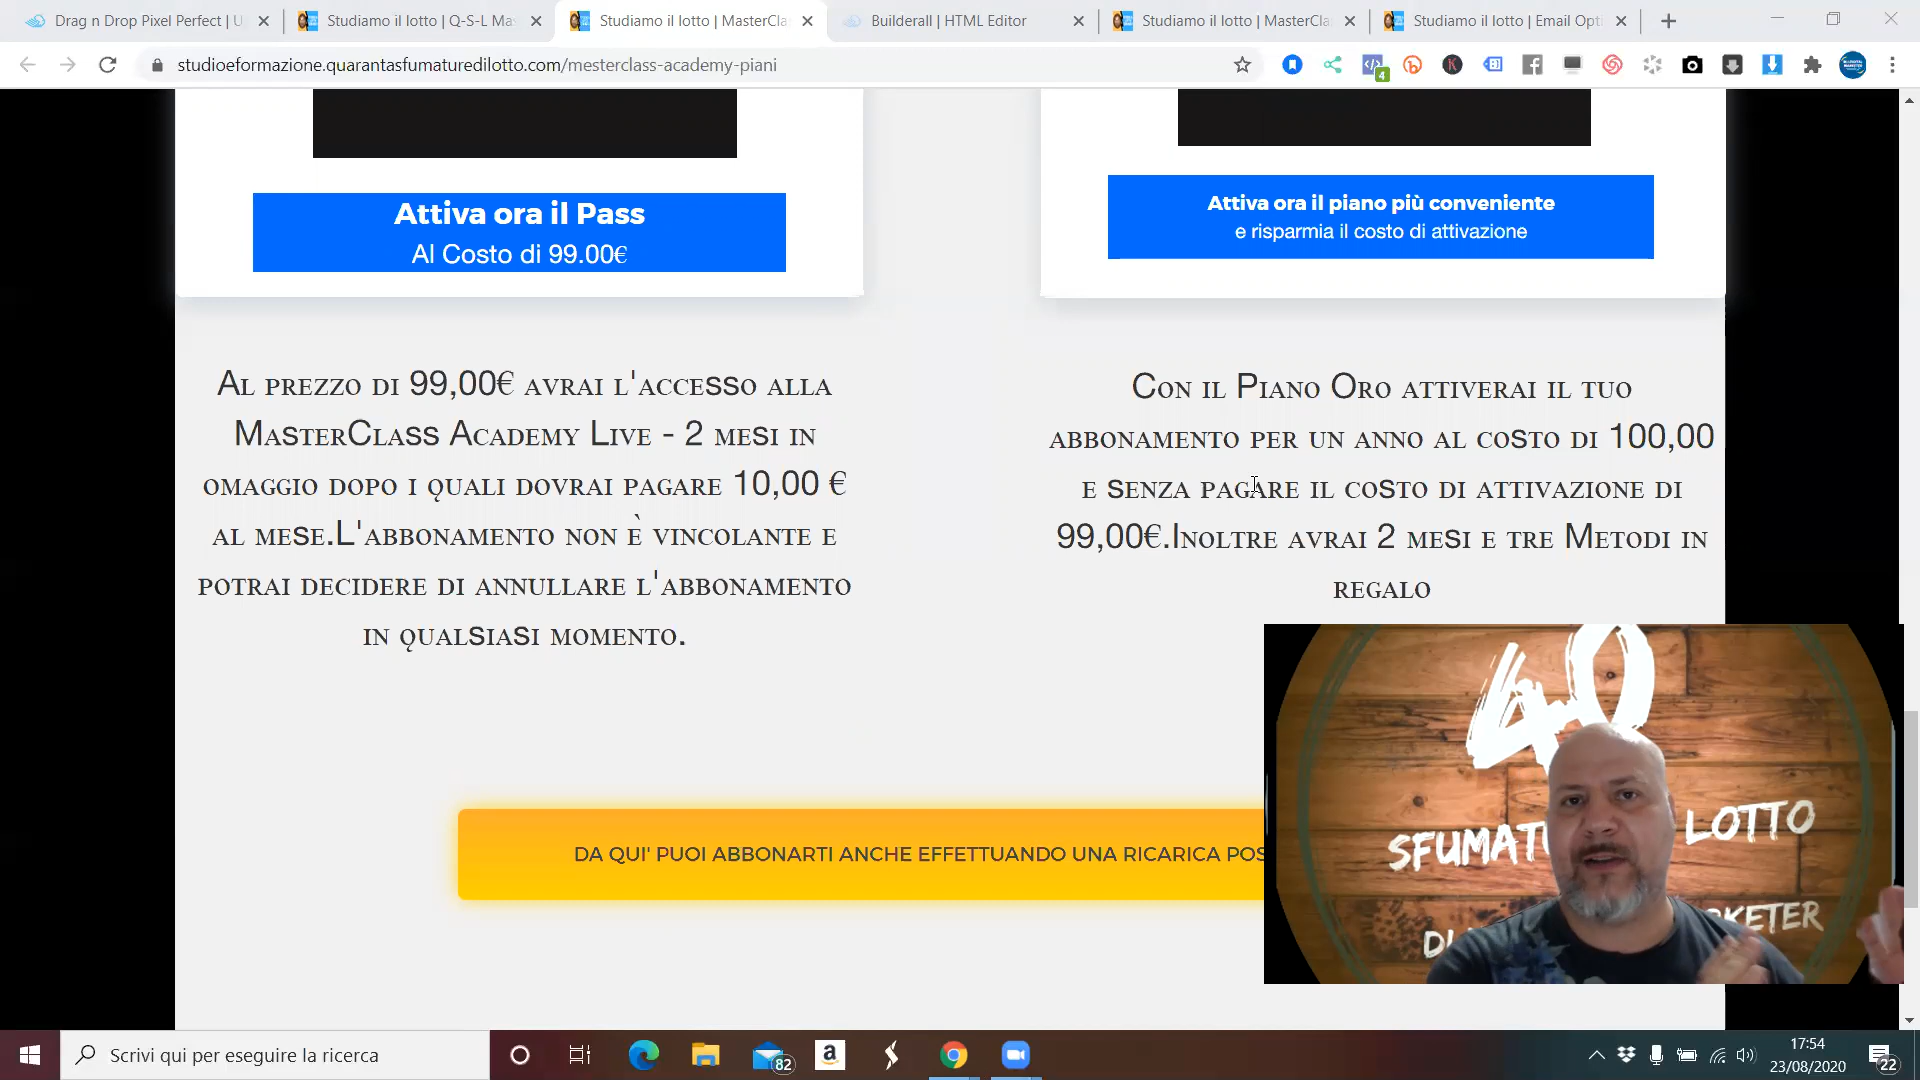 Drag n Drop Pixel Perfect | U
Studiamo il lotto | Q-S-L Mas
Studiamo il lotto | MasterCla
Builderall | HTML Editor
Studiamo il lotto | MasterCla
Studiamo il lotto | Email Opti
studioeformazione.quarantasfumaturedilotto.com/mesterclass-academy-piani
4
Attiva ora il Pass
Al Costo di 99.00€
Attiva ora il piano più conveniente
e risparmia il costo di attivazione
Al prezzo di 99,00€ avrai l'accesso alla
MasterClass Academy Live - 2 mesi in
omaggio dopo i quali dovrai pagare 10,00 €
al mese.L'abbonamento non è vincolante e
potrai decidere di annullare l'abbonamento
in qualsiasi momento.
Con il Piano Oro attiverai il tuo
abbonamento per un anno al costo di 100,00
e senza pagare il costo di attivazione di
99,00€.Inoltre avrai 2 mesi e tre Metodi in
regalo
DA QUI' PUOI ABBONARTI ANCHE EFFETTUANDO UNA RICARICA POS
40
SFUMAT LOTTO
DI KETER
Scrivi qui per eseguire la ricerca
82
17:54
23/08/2020
22